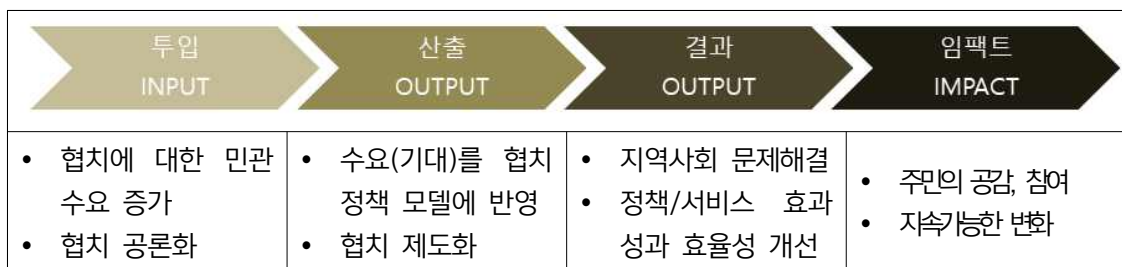 투입
INPUT
산출
OUTPUT
결과
OUTPUT
임팩트
IMPACT
• 협치에 대한 민관
수요 증가
• 협치 공론화
• 수요(기대)를 협치
정책 모델에 반영
• 협치 제도화
• 지역사회 문제해결
• 정책/서비스 효과
성과 효율성 개선
• 주민의 공감, 참여
• 지속가능한 변화